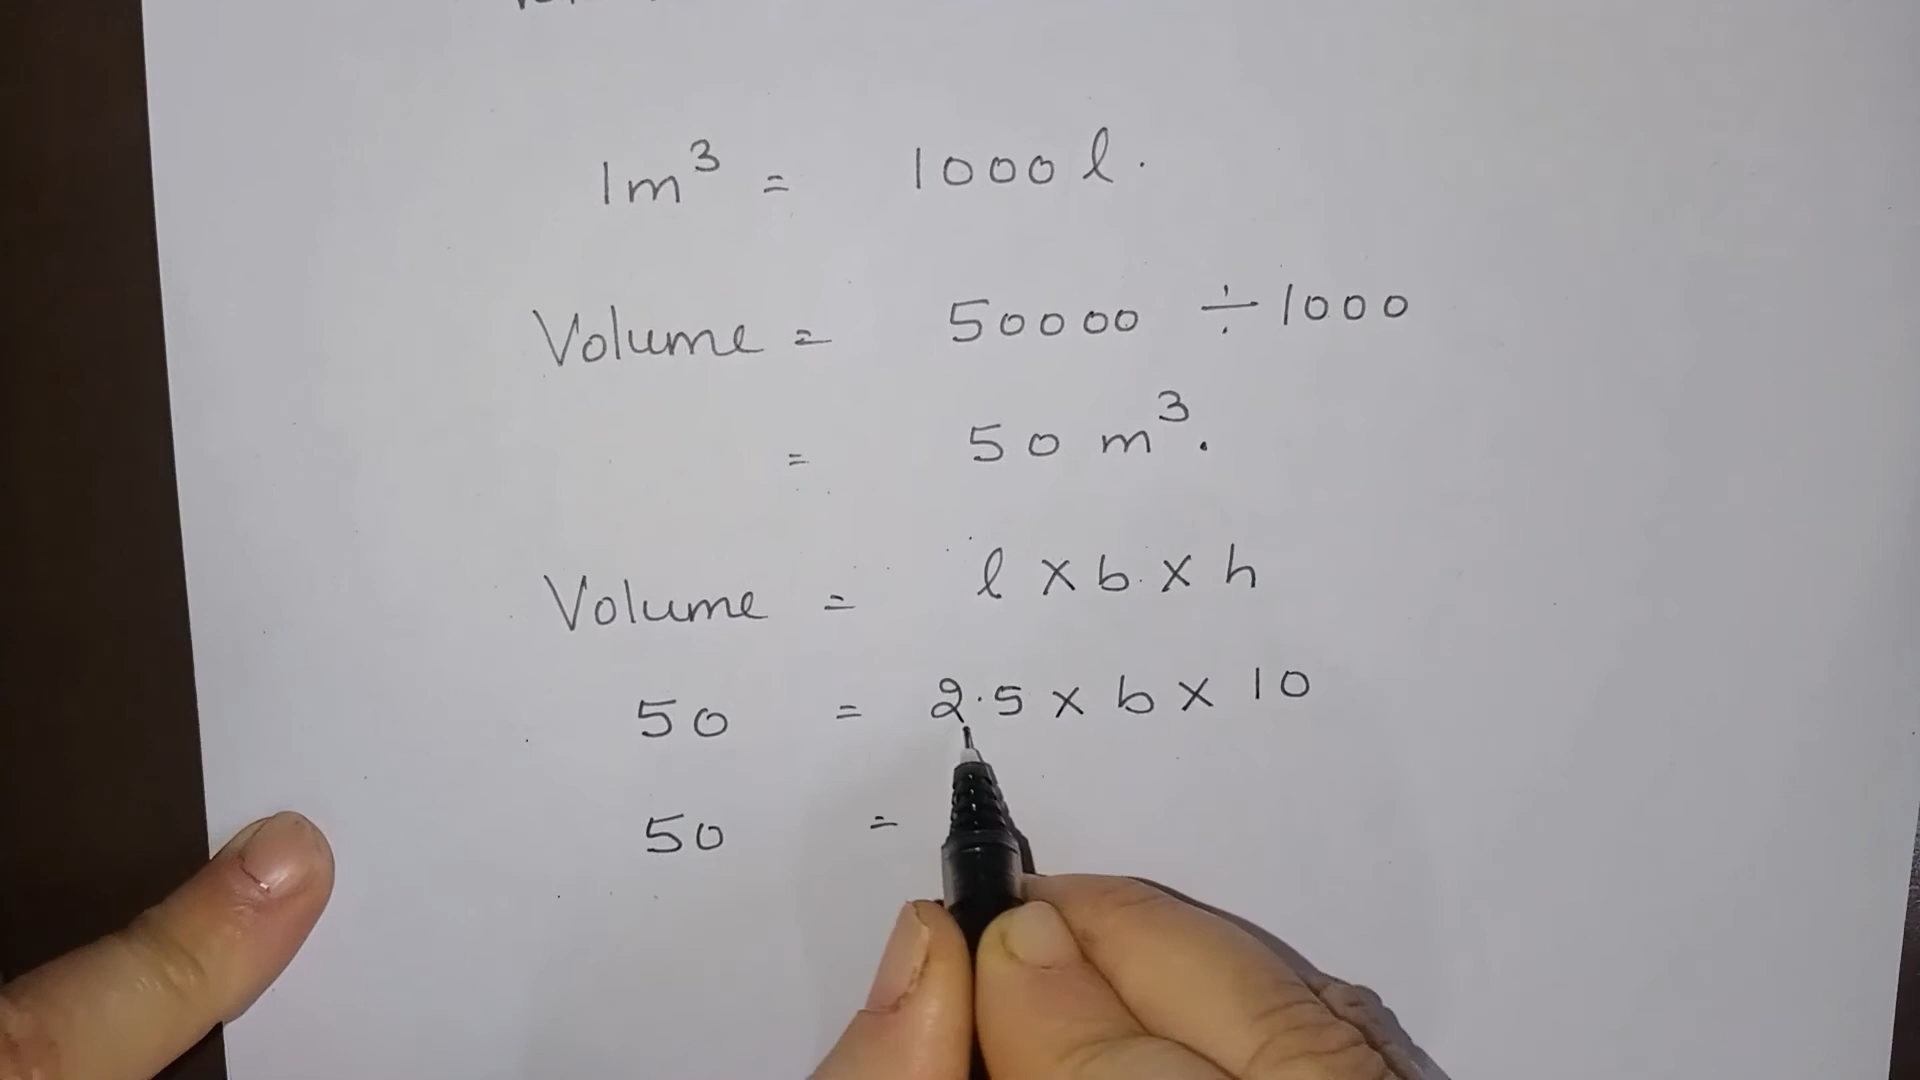 1m³ = 1000 l.
Volume = 50000 ÷ 1000
= 50 m³.
Volume = l × b × h
50 = 2.5 × b × 10
50 =